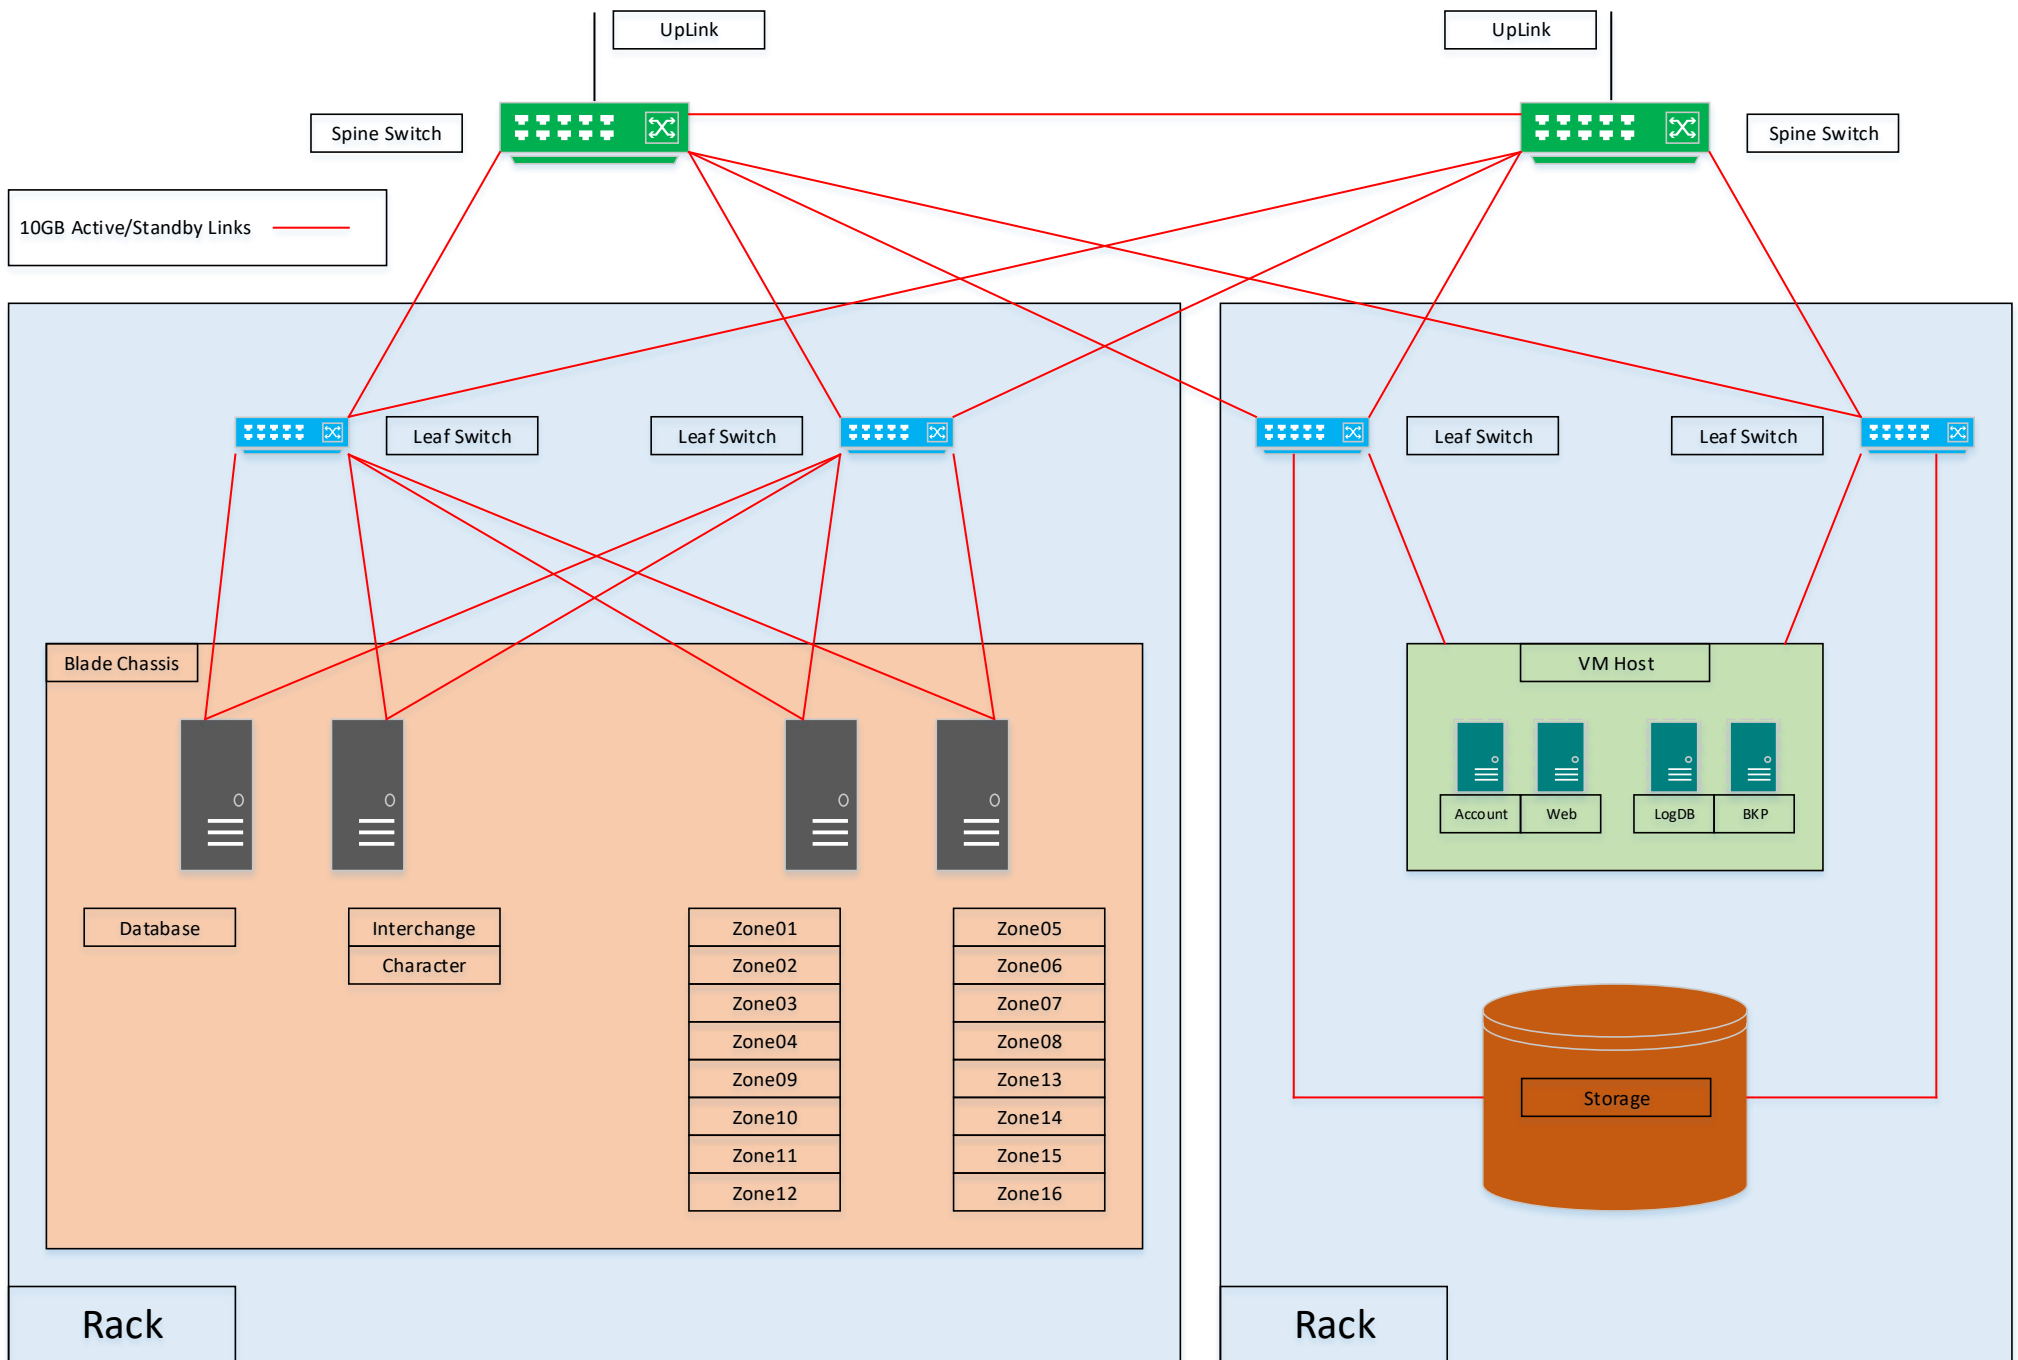 UpLink
UpLink
Spine Switch
Spine Switch
10GB Active/Standby Links
Leaf Switch
Leaf Switch
Leaf Switch
Leaf Switch
Blade Chassis
VM Host
Account
Web
LogDB
BKP
Database
Interchange
Character
Zone01
Zone02
Zone03
Zone04
Zone09
Zone10
Zone11
Zone12
Zone05
Zone06
Zone07
Zone08
Zone13
Zone14
Zone15
Zone16
Storage
Rack
Rack